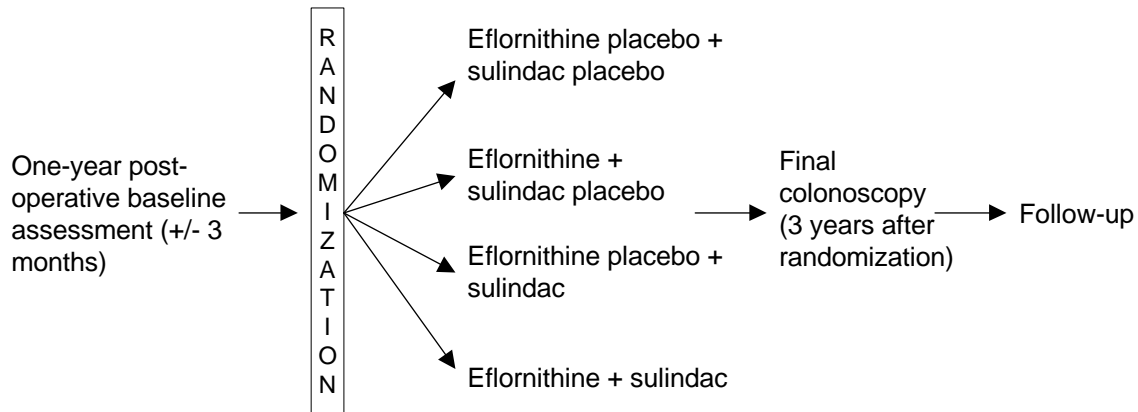 One-year post-
operative baseline
assessment (+/- 3
months)
R
A
N
D
O
M
I
Z
A
T
I
O
N
Eflornithine placebo +
sulindac placebo
Eflornithine +
sulindac placebo
Eflornithine placebo +
sulindac
Eflornithine + sulindac
Final
colonoscopy
(3 years after
randomization)
Follow-up